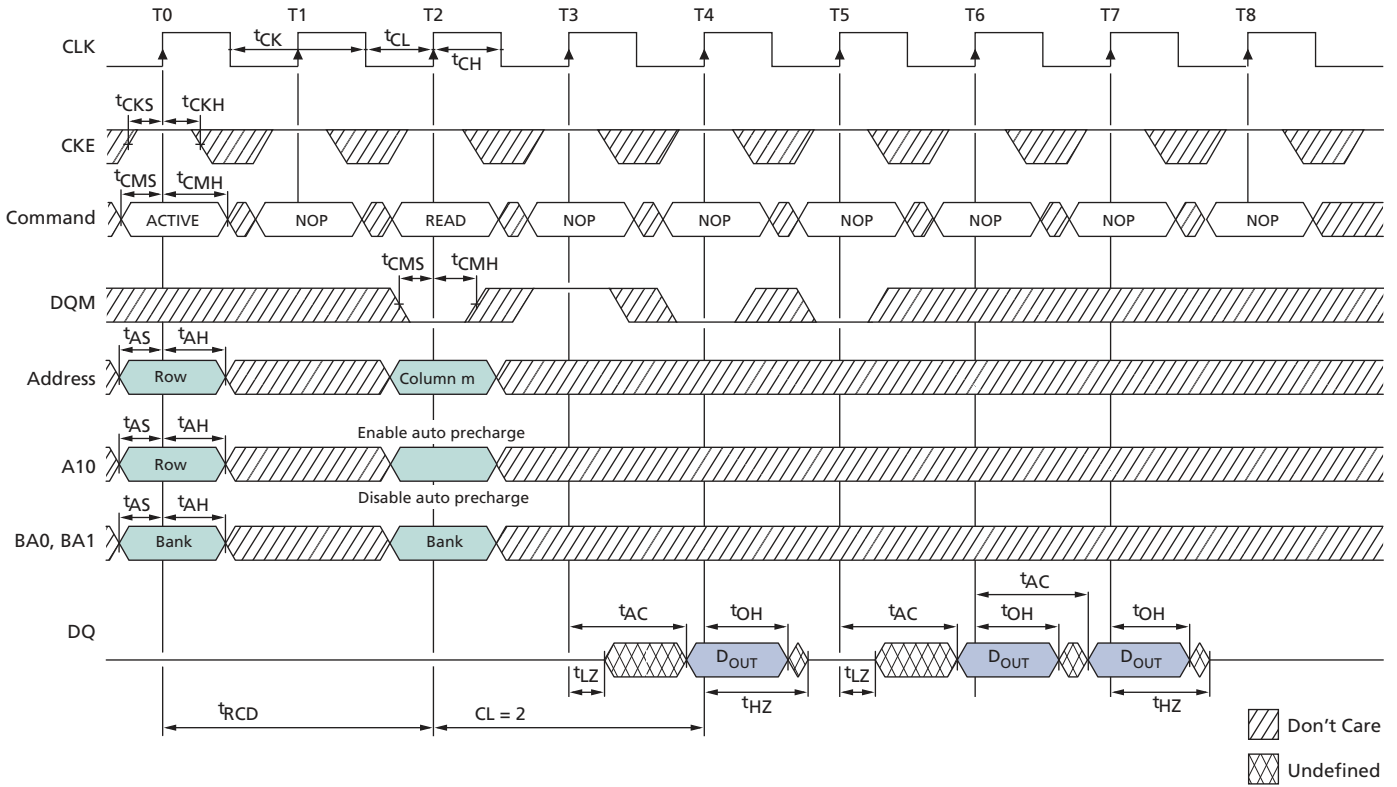 T0 T1 T2 T3 T4 T5 T6 T7 T8
CLK
tCK tCL
tCH
tCKS tCKH
CKE
tCMS tCMH
Command ACTIVE NOP READ NOP NOP NOP NOP NOP NOP
tCMS tCMH
DQM
tAS tAH
Address Row Column m
tAS tAH Enable auto precharge
A10 Row
tAS tAH Disable auto precharge
BA0, BA1 Bank Bank
tAC
tAC tOH tAC tOH tOH
DQ
DOUT DOUT DOUT
tLZ tLZ
tHZ tHZ
tRCD CL = 2
Don't Care
Undefined